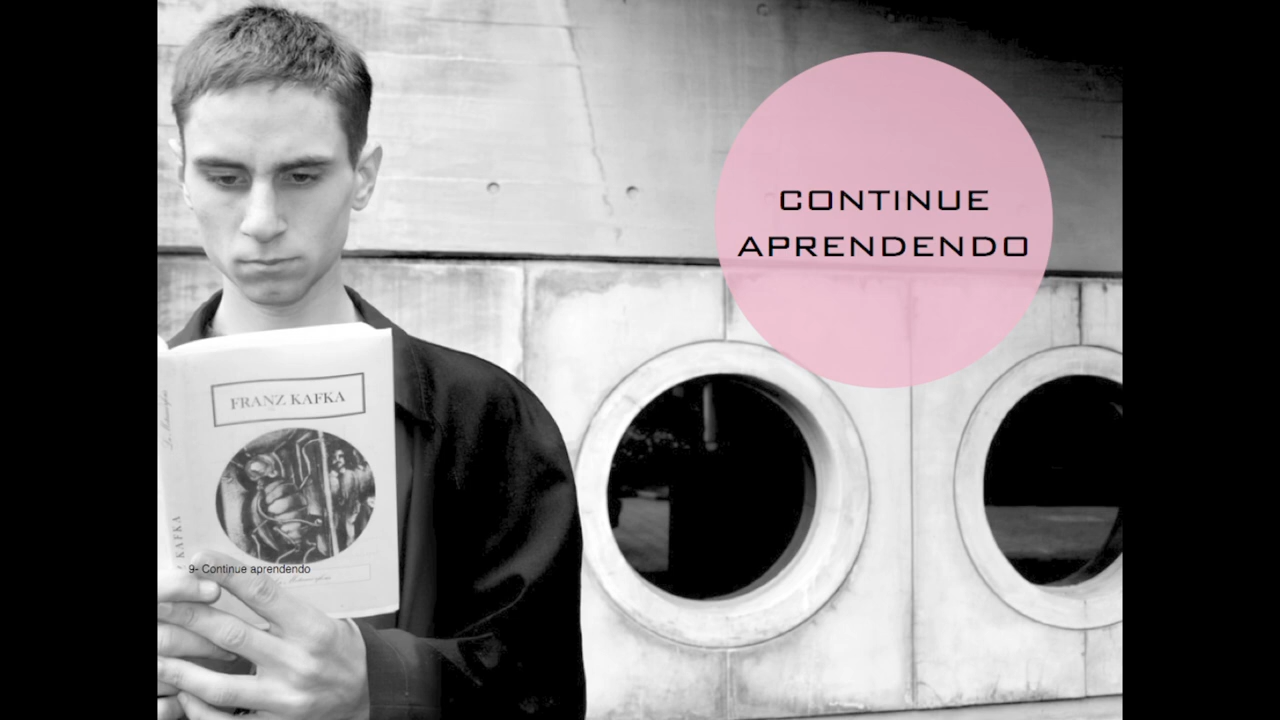 CONTINUE
APRENDENDO
FRANZ KAFKA
KAFKA
9- Continue aprendendo